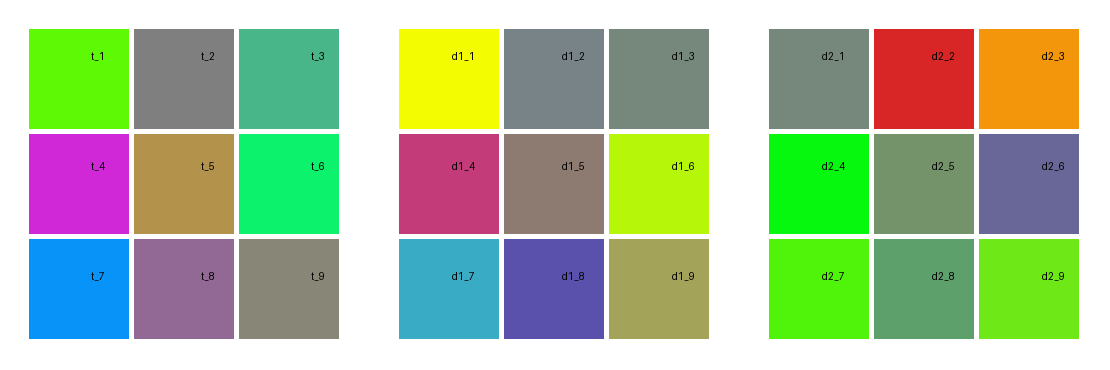 t_1 t_2 t_3 d1_1 d1_2 d1_3 d2_1 d2_2 d2_3
t_4 t_5 t_6 d1_4 d1_5 d1_6 d2_4 d2_5 d2_6
t_7 t_8 t_9 d1_7 d1_8 d1_9 d2_7 d2_8 d2_9